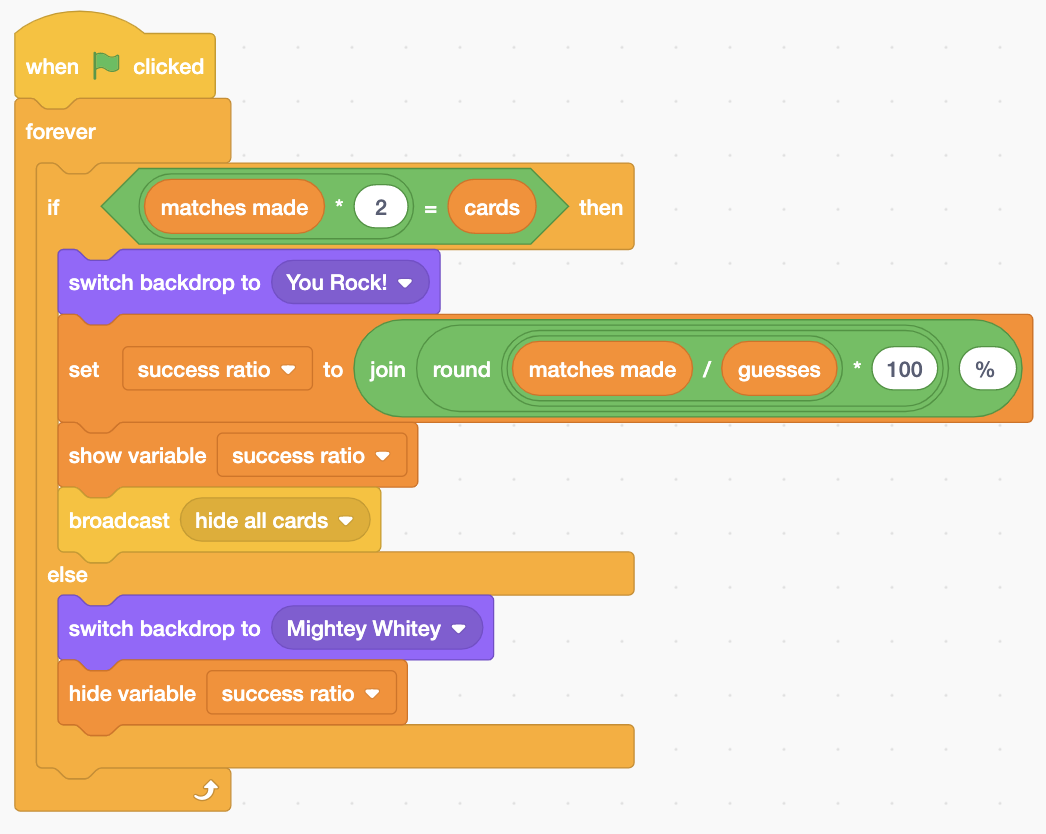 when clicked
forever
if matches made * 2 = cards then
switch backdrop to You Rock!
set success ratio to join round matches made / guesses * 100 %
show variable success ratio
broadcast hide all cards
else
switch backdrop to Mightey Whitey
hide variable success ratio